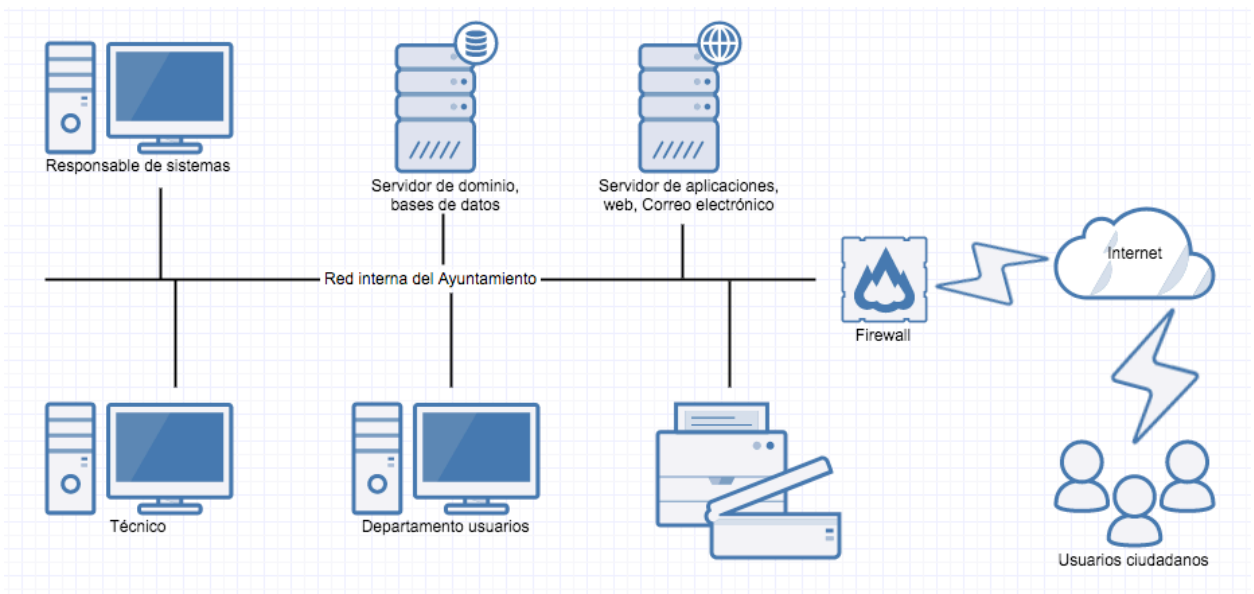 Responsable de sistemas
Servidor de dominio,
bases de datos
Servidor de aplicaciones,
web, Correo electrónico
Internet
Red interna del Ayuntamiento
Firewall
Técnico
Departamento usuarios
Usuarios ciudadanos